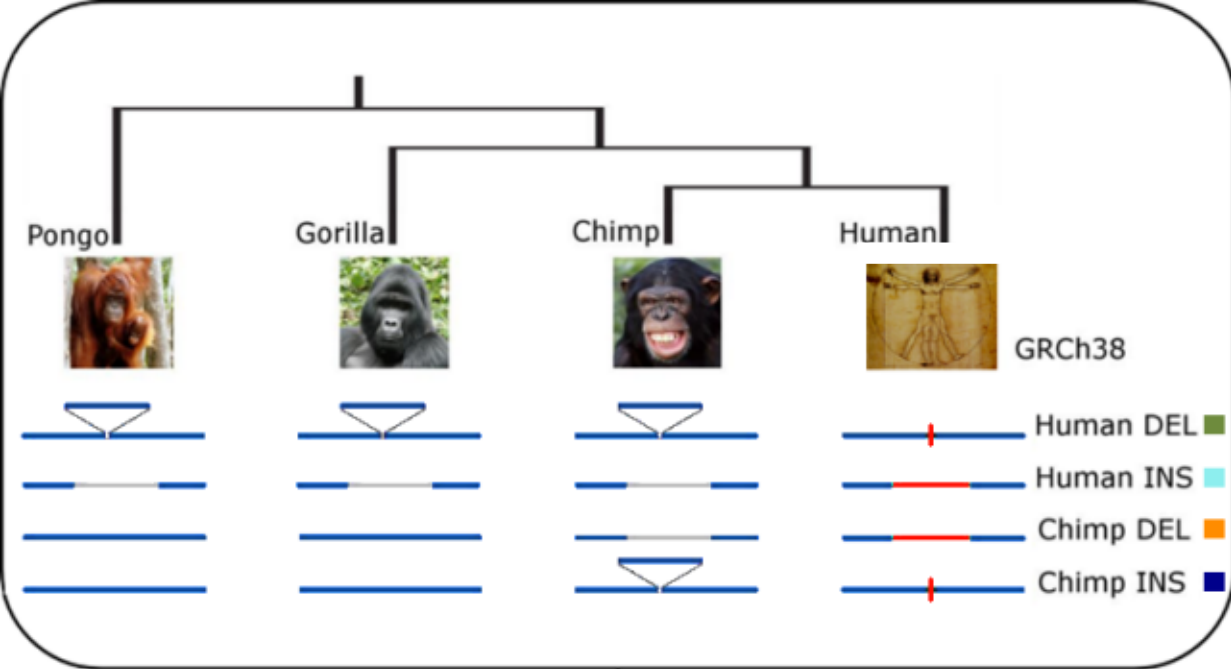 Pongo
Gorilla
Chimp
Human
GRCh38
Human DEL
Human INS
Chimp DEL
Chimp INS